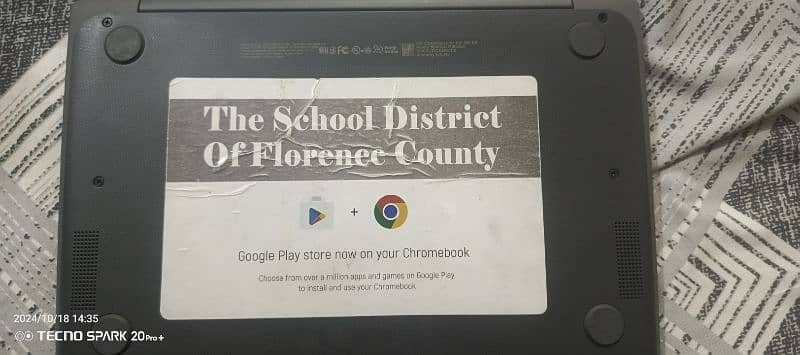 The School District
Of Florence County
+
Google Play store now on your Chromebook
Choose from over a million apps and games on Google Play
to install and use your Chromebook
2024/10/18 14:35
TECNO SPARK 20Pro+